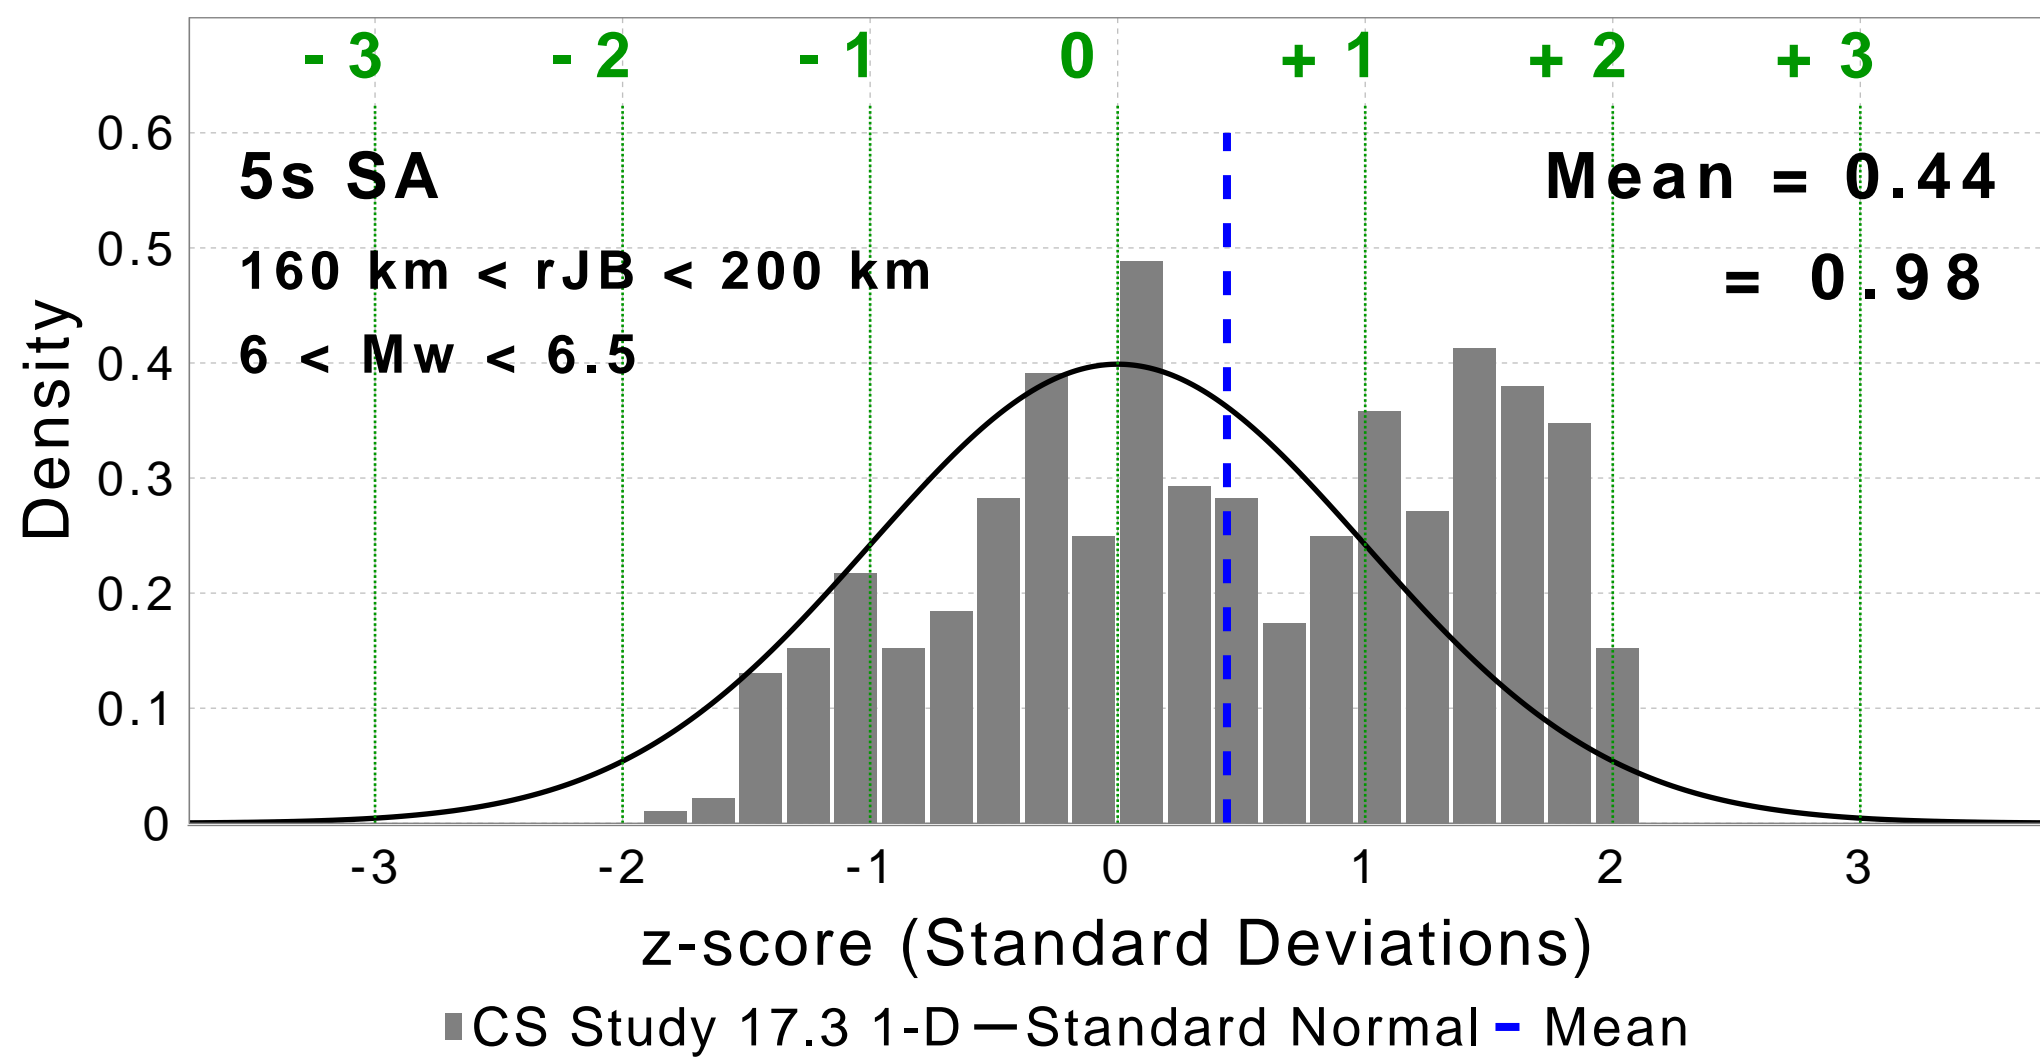 - 3 - 2 - 1 0 + 1 + 2 + 3
0.6
5s SA
Mean = 0.44
0.5
160 km < rJB < 200 km
= 0.98
0.4
6 < Mw < 6.5
Density
0.3
0.2
0.1
0
-3 -2 -1 0 1 2 3
z-score (Standard Deviations)
CS Study 17.3 1-D Standard Normal Mean